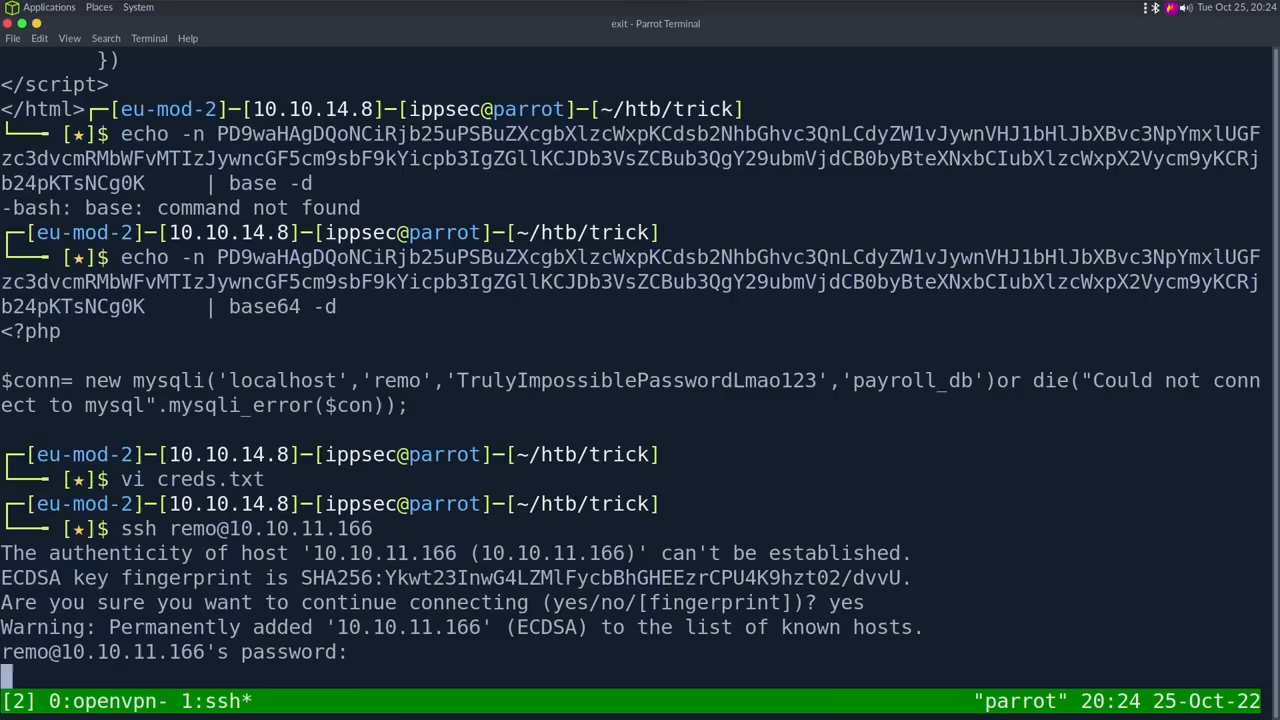 Applications Places System Tue Oct 25, 20:24
exit - Parrot Terminal
File Edit View Search Terminal Help
})
</script>
</html>┌─[eu-mod-2]─[10.10.14.8]─[ippsec@parrot]─[~/htb/trick]
└──╼ [★]$ echo -n PD9waHAgDQoNCiRjb25uPSBuZXcgbXlzcWxpKCdsb2NhbGhvc3QnLCdyZW1vJywnVHJ1bHlJbXBvc3NpYmxlUGF
zc3dvcmRMbWFvMTIzJywncGF5cm9sbF9kYicpb3IgZGllKCJDb3VsZCBub3QgY29ubmVjdCB0byBteXNxbCIubXlzcWxpX2Vycm9yKCRj
b24pKTsNCg0K     | base -d
-bash: base: command not found
┌─[eu-mod-2]─[10.10.14.8]─[ippsec@parrot]─[~/htb/trick]
└──╼ [★]$ echo -n PD9waHAgDQoNCiRjb25uPSBuZXcgbXlzcWxpKCdsb2NhbGhvc3QnLCdyZW1vJywnVHJ1bHlJbXBvc3NpYmxlUGF
zc3dvcmRMbWFvMTIzJywncGF5cm9sbF9kYicpb3IgZGllKCJDb3VsZCBub3QgY29ubmVjdCB0byBteXNxbCIubXlzcWxpX2Vycm9yKCRj
b24pKTsNCg0K     | base64 -d
<?php
$conn= new mysqli('localhost','remo','TrulyImpossiblePasswordLmao123','payroll_db')or die("Could not conn
ect to mysql".mysqli_error($con));
┌─[eu-mod-2]─[10.10.14.8]─[ippsec@parrot]─[~/htb/trick]
└──╼ [★]$ vi creds.txt
┌─[eu-mod-2]─[10.10.14.8]─[ippsec@parrot]─[~/htb/trick]
└──╼ [★]$ ssh remo@10.10.11.166
The authenticity of host '10.10.11.166 (10.10.11.166)' can't be established.
ECDSA key fingerprint is SHA256:Ykwt23InwG4LZMlFycbBhGHEEzrCPU4K9hzt02/dvvU.
Are you sure you want to continue connecting (yes/no/[fingerprint])? yes
Warning: Permanently added '10.10.11.166' (ECDSA) to the list of known hosts.
remo@10.10.11.166's password:
[2] 0:openvpn- 1:ssh* "parrot" 20:24 25-Oct-22